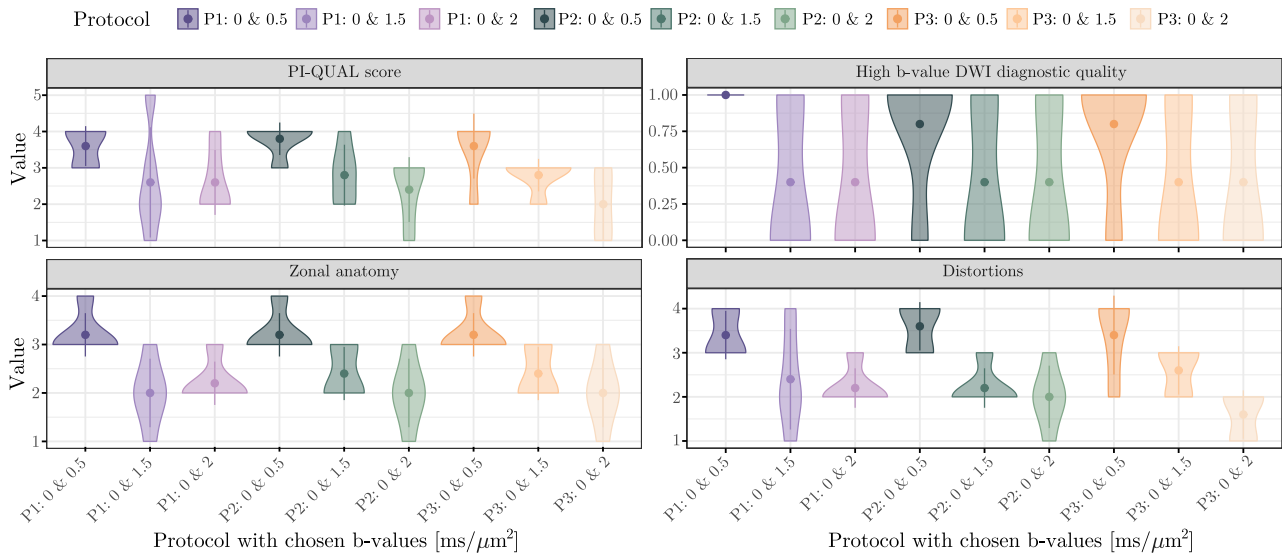 Protocol P1: 0 & 0.5 P1: 0 & 1.5 P1: 0 & 2 P2: 0 & 0.5 P2: 0 & 1.5 P2: 0 & 2 P3: 0 & 0.5 P3: 0 & 1.5 P3: 0 & 2
PI-QUAL score
5
4
3
2
1
Value
High b-value DWI diagnostic quality
1.00
0.75
0.50
0.25
0.00
Zonal anatomy
4
3
2
1
Value
Distortions
4
3
2
1
P1: 0 & 0.5
P1: 0 & 1.5
P1: 0 & 2
P2: 0 & 0.5
P2: 0 & 1.5
P2: 0 & 2
P3: 0 & 0.5
P3: 0 & 1.5
P3: 0 & 2
Protocol with chosen b-values [ms/μm²]
P1: 0 & 0.5
P1: 0 & 1.5
P1: 0 & 2
P2: 0 & 0.5
P2: 0 & 1.5
P2: 0 & 2
P3: 0 & 0.5
P3: 0 & 1.5
P3: 0 & 2
Protocol with chosen b-values [ms/μm²]